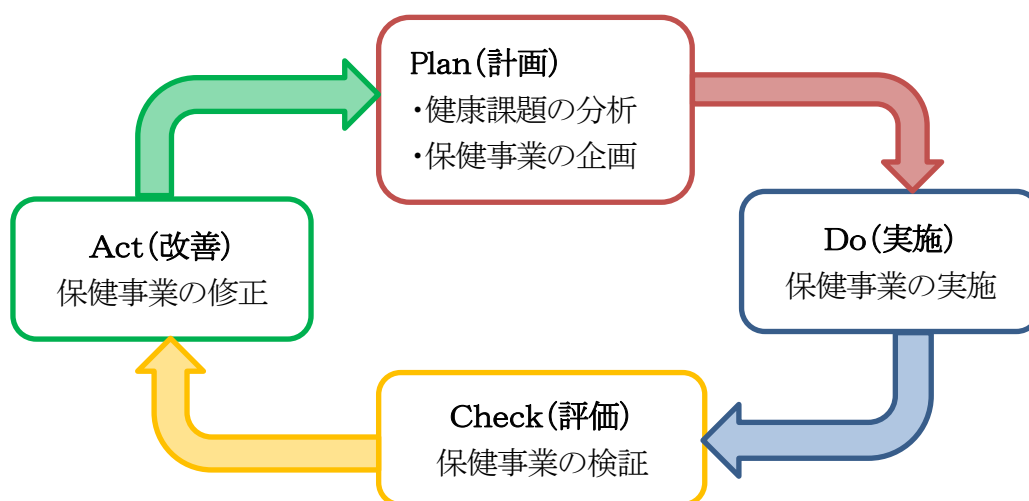 Plan(計画)
・健康課題の分析
・保健事業の企画
Do(実施)
保健事業の実施
Check(評価)
保健事業の検証
Act(改善)
保健事業の修正